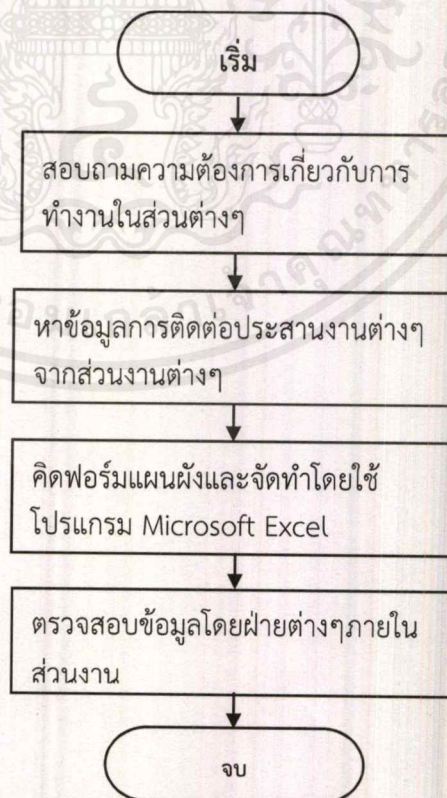 เริ่ม
สอบถามความต้องการเกี่ยวกับการ
ทำงานในส่วนต่างๆ
หาข้อมูลการติดต่อประสานงานต่างๆ
จากส่วนงานต่างๆ
คิดฟอร์มแผนผังและจัดทำโดยใช้
โปรแกรม Microsoft Excel
ตรวจสอบข้อมูลโดยฝ่ายต่างๆภายใน
ส่วนงาน
จบ